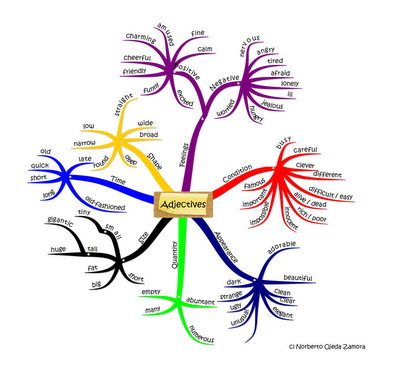 Adjectives
Feelings
Positive
amused
charming
cheerful
friendly
funny
fine
calm
excited
Negative
nervous
angry
tired
afraid
lonely
ill
jealous
hungry
worried
Condition
busy
careful
clever
different
difficult / easy
alive / dead
rich / poor
innocent
impossible
important
famous
Appearance
adorable
beautiful
clean
clear
elegant
unusual
ugly
strange
dark
Quantity
empty
many
abuntant
numerous
Size
tiny
small
gigantic
huge
tall
fat
big
short
Time
old
quick
short
long
late
old-fashioned
Shape
straight
low
narrow
round
wide
broad
deep
(c) Norberto Ojeda Zamora